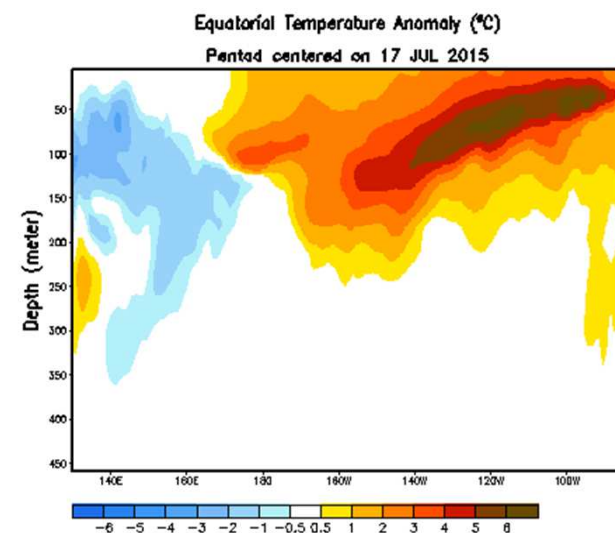 Equatorial Temperature Anomaly (°C)
Pentad centered on 17 JUL 2015
Depth (meter)
50
100
150
200
250
300
350
400
450
140E 160E 180 160W 140W 120W 100W
-6 -5 -4 -3 -2 -1 -0.5 0.5 1 2 3 4 5 6